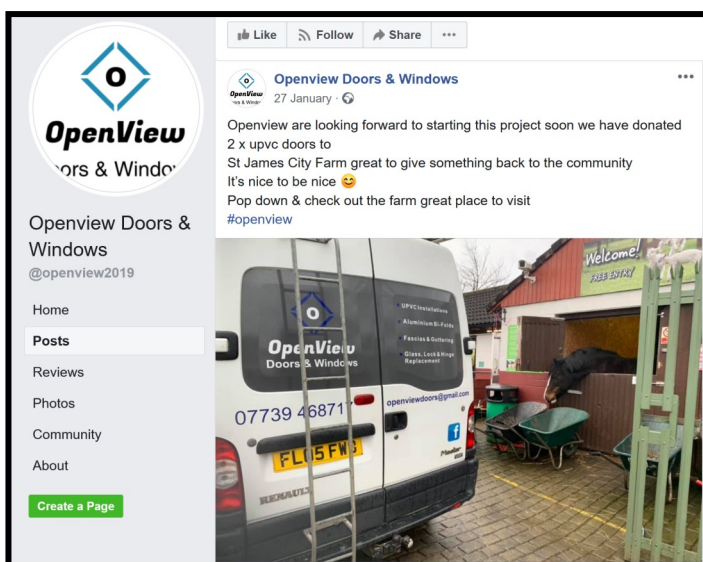 OpenView
Doors & Windo
Openview Doors &
Windows
@openview2019
Home
Posts
Reviews
Photos
Community
About
Create a Page
Like Follow Share
Openview Doors & Windows
27 January
Openview are looking forward to starting this project soon we have donated
2 x upvc doors to
St James City Farm great to give something back to the community
It's nice to be nice 😊
Pop down & check out the farm great place to visit
#openview
OpenView
Doors & Windows
UPVC Installations
Aluminium Bi-Folds
Fascias & Guttering
Glass, Lock & Hinge
Replacement
07739 468717
openviewdoors@gmail.com
RENAULT
Master
Welcome!
FREE ENTRY